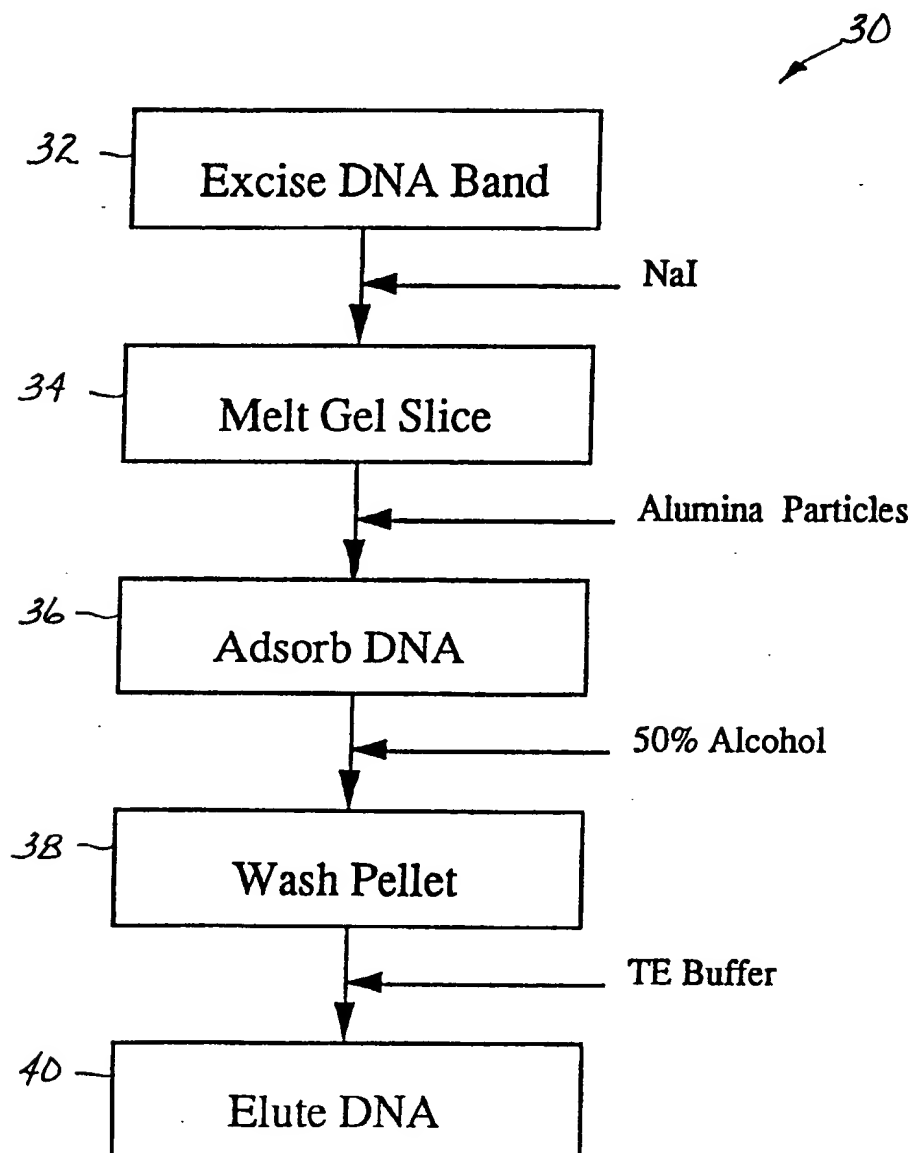 30
32
Excise DNA Band
NaI
34
Melt Gel Slice
Alumina Particles
36
Adsorb DNA
50% Alcohol
38
Wash Pellet
TE Buffer
40
Elute DNA